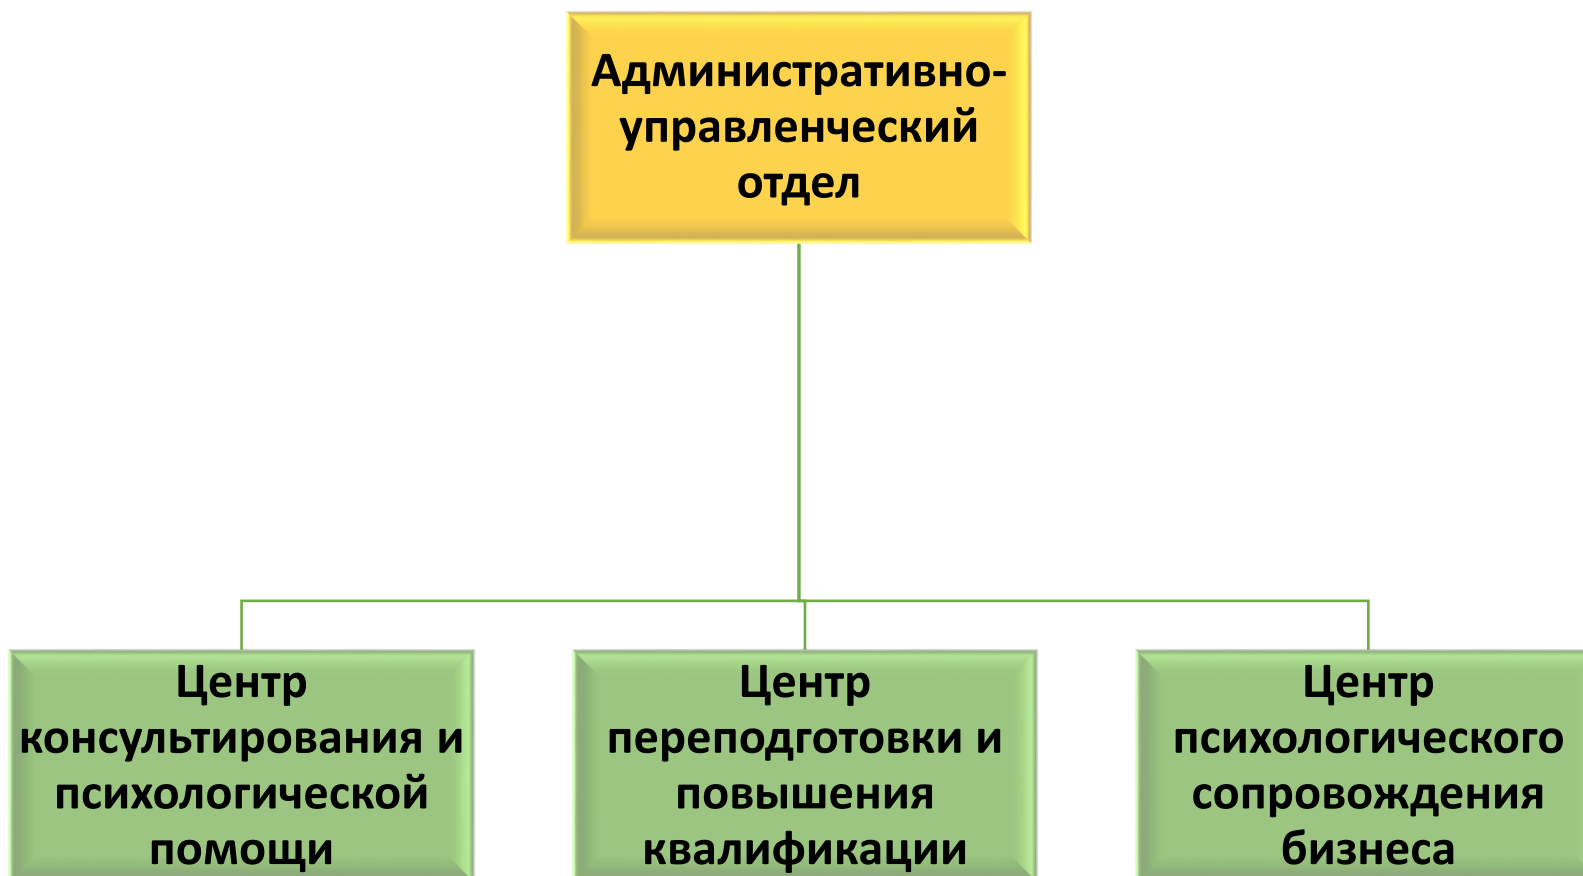 Административно-
управленческий
отдел
Центр
консультирования и
психологической
помощи
Центр
переподготовки и
повышения
квалификации
Центр
психологического
сопровождения
бизнеса